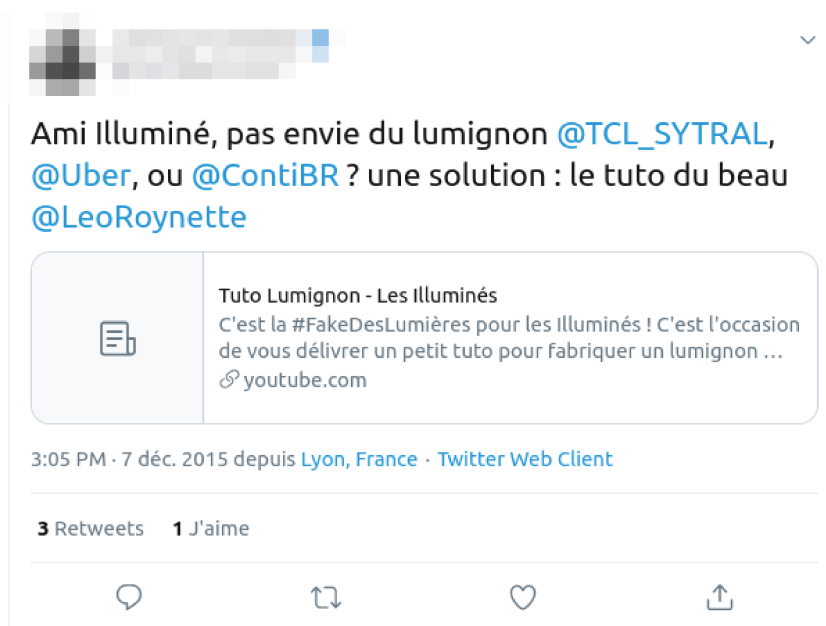 Ami Illuminé, pas envie du lumignon @TCL_SYTRAL,
@Uber, ou @ContiBR ? une solution : le tuto du beau
@LeoRoynette
Tuto Lumignon - Les Illuminés
C'est la #FakeDesLumières pour les Illuminés ! C'est l'occasion
de vous délivrer un petit tuto pour fabriquer un lumignon ...
youtube.com
3:05 PM · 7 déc. 2015 depuis Lyon, France · Twitter Web Client
3 Retweets 1 J'aime